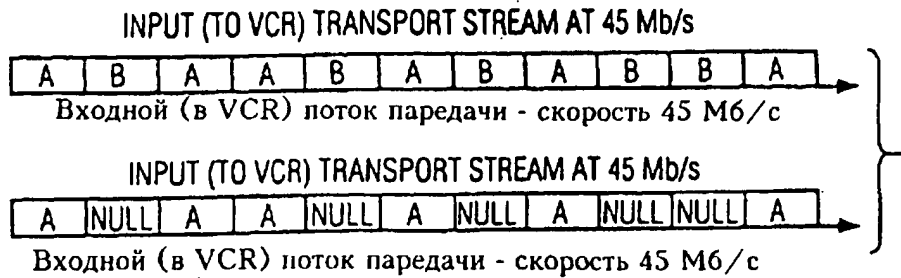 INPUT (TO VCR) TRANSPORT STREAM AT 45 Mb/s
A B A A B A B A B B A
Входной (в VCR) поток паредачи - скорость 45 Мб/с
INPUT (TO VCR) TRANSPORT STREAM AT 45 Mb/s
A NULL A A NULL A NULL A NULL NULL A
Входной (в VCR) поток паредачи - скорость 45 Мб/с